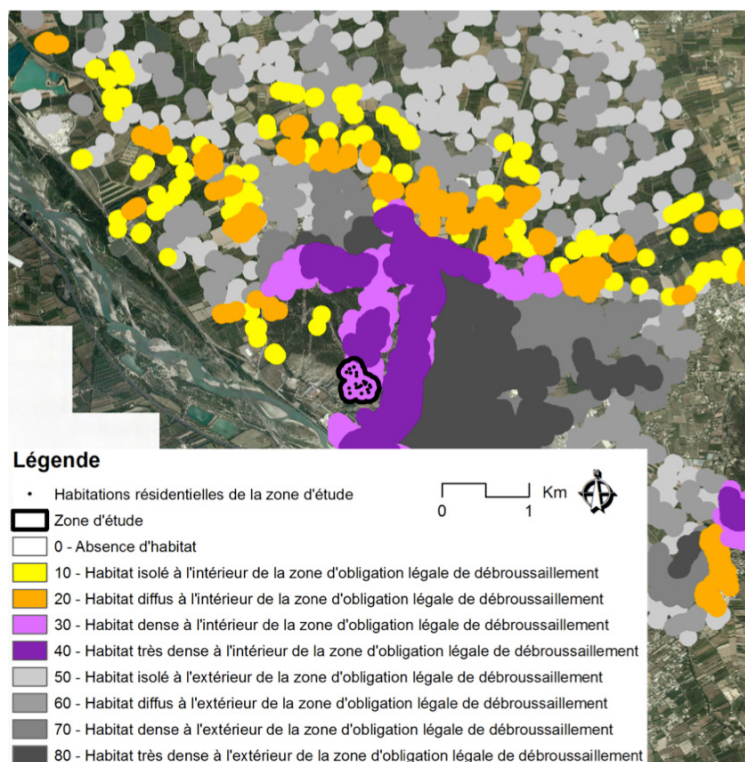 Légende
Habitations résidentielles de la zone d'étude
Zone d'étude
0 - Absence d'habitat
10 - Habitat isolé à l'intérieur de la zone d'obligation légale de débroussaillement
20 - Habitat diffus à l'intérieur de la zone d'obligation légale de débroussaillement
30 - Habitat dense à l'intérieur de la zone d'obligation légale de débroussaillement
40 - Habitat très dense à l'intérieur de la zone d'obligation légale de débroussaillement
50 - Habitat isolé à l'extérieur de la zone d'obligation légale de débroussaillement
60 - Habitat diffus à l'extérieur de la zone d'obligation légale de débroussaillement
70 - Habitat dense à l'extérieur de la zone d'obligation légale de débroussaillement
80 - Habitat très dense à l'extérieur de la zone d'obligation légale de débroussaillement
Km
0 1